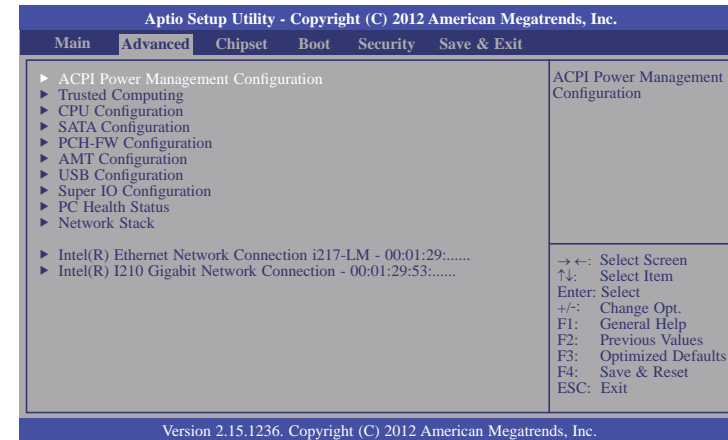 Aptio Setup Utility - Copyright (C) 2012 American Megatrends, Inc.
Main Advanced Chipset Boot Security Save & Exit
ACPI Power Management Configuration
Trusted Computing
CPU Configuration
SATA Configuration
PCH-FW Configuration
AMT Configuration
USB Configuration
Super IO Configuration
PC Health Status
Network Stack
Intel(R) Ethernet Network Connection i217-LM - 00:01:29:......
Intel(R) I210 Gigabit Network Connection - 00:01:29:53:......
ACPI Power Management
Configuration
→ ←: Select Screen
↑↓: Select Item
Enter: Select
+/-: Change Opt.
F1: General Help
F2: Previous Values
F3: Optimized Defaults
F4: Save & Reset
ESC: Exit
Version 2.15.1236. Copyright (C) 2012 American Megatrends, Inc.